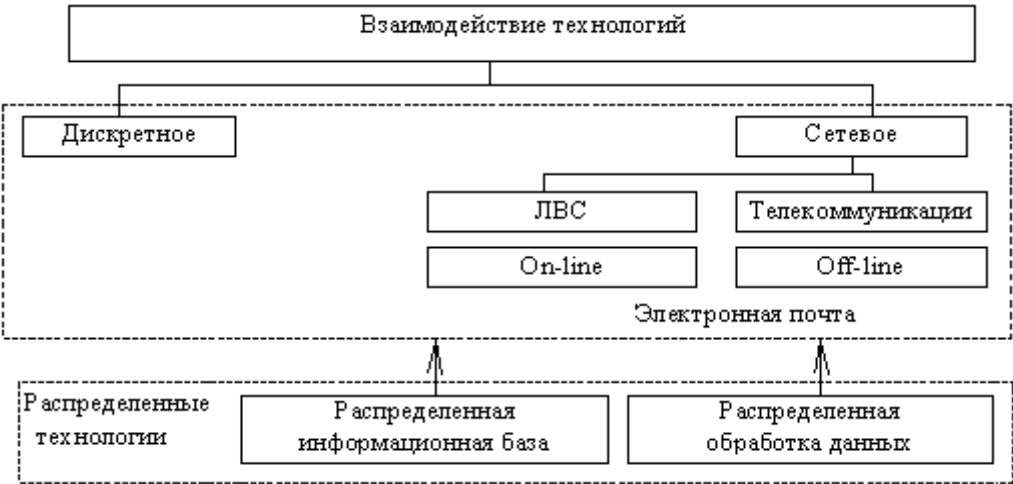 Взаимодействие технологий
Дискретное
Сетевое
ЛВС
Телекоммуникации
On-line
Off-line
Электронная почта
Распределенные
технологии
Распределенная
информационная база
Распределенная
обработка данных